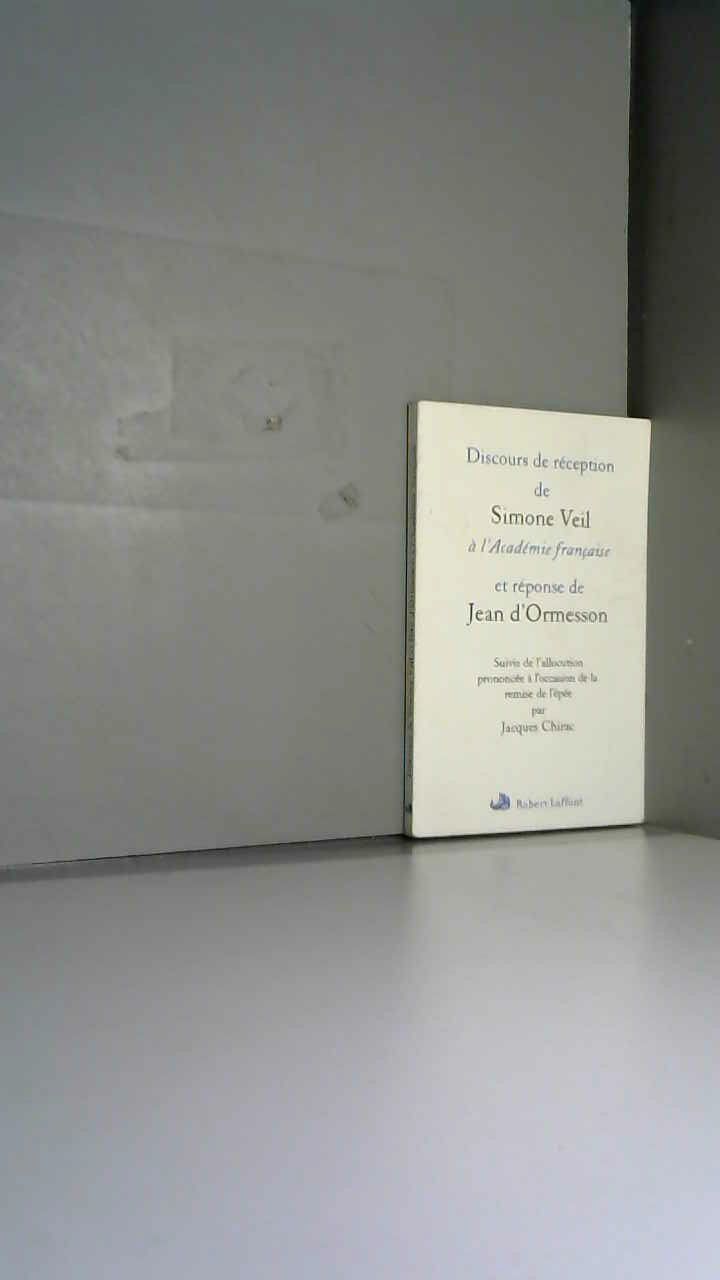 Discours de réception
de
Simone Veil
à l'Académie française
et réponse de
Jean d'Ormesson
Suivis de l'allocution
prononcée à l'occasion de la
remise de l'épée
par
Jacques Chirac
Robert Laffont